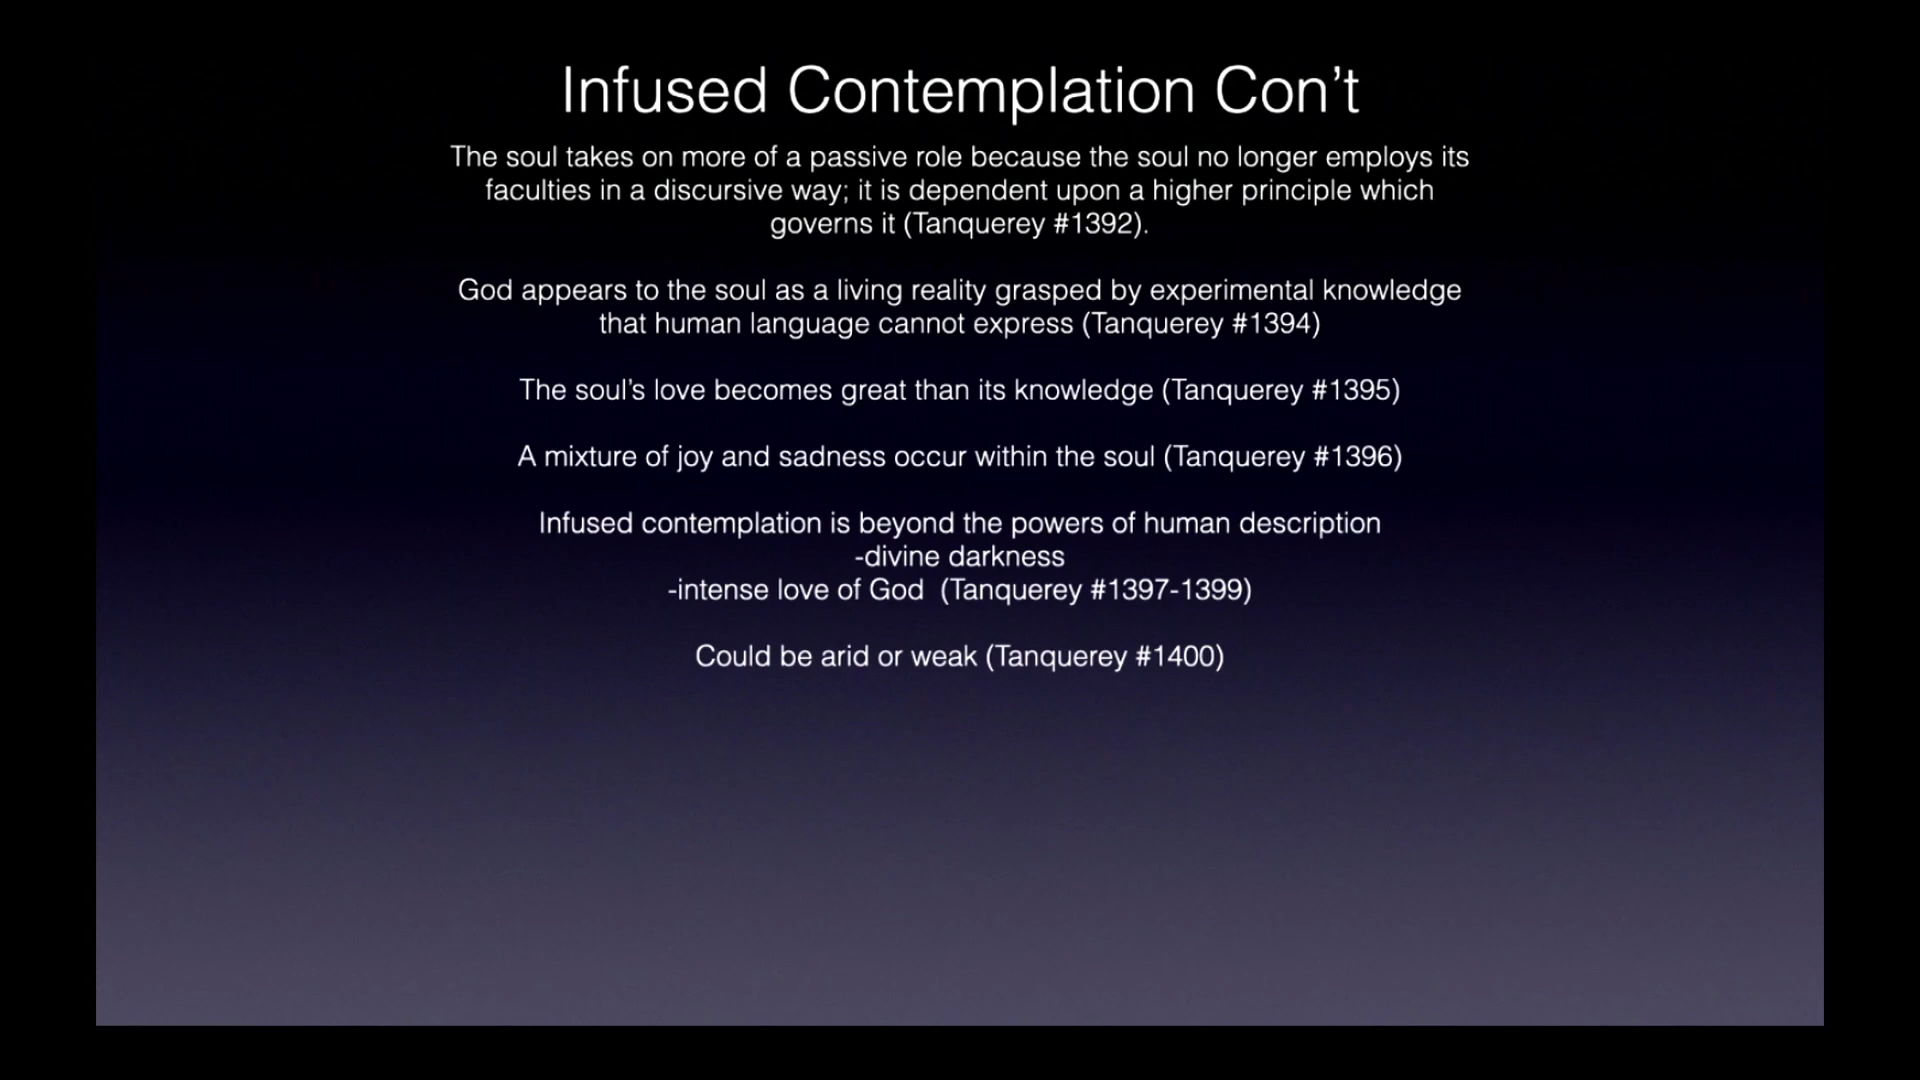 Infused Contemplation Con’t
The soul takes on more of a passive role because the soul no longer employs its
faculties in a discursive way; it is dependent upon a higher principle which
governs it (Tanquerey #1392).
God appears to the soul as a living reality grasped by experimental knowledge
that human language cannot express (Tanquerey #1394)
The soul’s love becomes great than its knowledge (Tanquerey #1395)
A mixture of joy and sadness occur within the soul (Tanquerey #1396)
Infused contemplation is beyond the powers of human description
-divine darkness
-intense love of God  (Tanquerey #1397-1399)
Could be arid or weak (Tanquerey #1400)